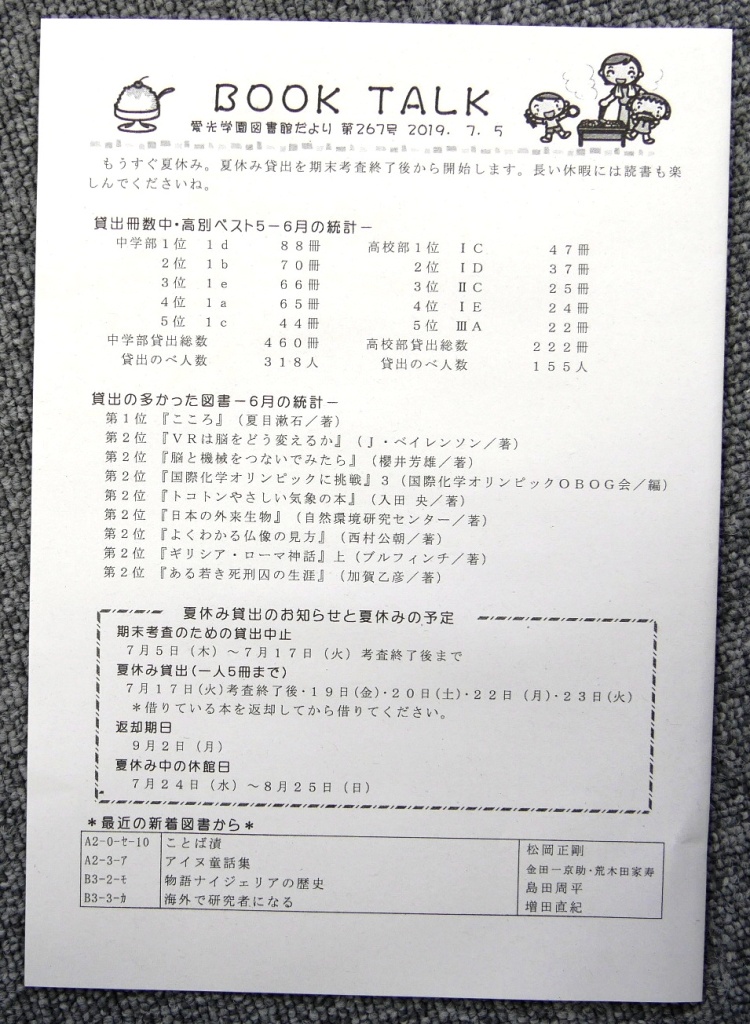 BOOK TALK
愛光学園図書館だより 第267号 2019. 7. 5
もうすぐ夏休み。夏休み貸出を期末考査終了後から開始します。長い休暇には読書も楽
しんでくださいね。
貸出冊数中・高別ベスト5－6月の統計－
中学部1位 1d 88冊 高校部1位 ⅠC 47冊
2位 1b 70冊 2位 ⅠD 37冊
3位 1e 66冊 3位 ⅡC 25冊
4位 1a 65冊 4位 ⅠE 24冊
5位 1c 44冊 5位 ⅢA 22冊
中学部貸出総数 460冊 高校部貸出総数 222冊
貸出のべ人数 318人 貸出のべ人数 155人
貸出の多かった図書－6月の統計－
第1位 『こころ』（夏目漱石／著）
第2位 『VRは脳をどう変えるか』（J・ベイレンソン／著）
第2位 『脳と機械をつないでみたら』（櫻井芳雄／著）
第2位 『国際化学オリンピックに挑戦』3（国際化学オリンピックOBOG会／編）
第2位 『トコトンやさしい気象の本』（入田 央／著）
第2位 『日本の外来生物』（自然環境研究センター／著）
第2位 『よくわかる仏像の見方』（西村公朝／著）
第2位 『ギリシア・ローマ神話』上（ブルフィンチ／著）
第2位 『ある若き死刑囚の生涯』（加賀乙彦／著）
夏休み貸出のお知らせと夏休みの予定
期末考査のための貸出中止
7月5日（木）～7月17日（火）考査終了後まで
夏休み貸出(一人5冊まで)
7月17日(火)考査終了後・19日(金)・20日(土)・22日（月)・23日(火)
＊借りている本を返却してから借りてください。
返却期日
9月2日（月）
夏休み中の休館日
7月24日（水）～8月25日（日）
＊最近の新着図書から＊
A2-0-ｾ-10 ことば漬 松岡正剛
A2-3-ｱ アイヌ童話集 金田一京助・荒木田家寿
B3-2-ﾓ 物語ナイジェリアの歴史 島田周平
B3-3-ｶ 海外で研究者になる 増田直紀